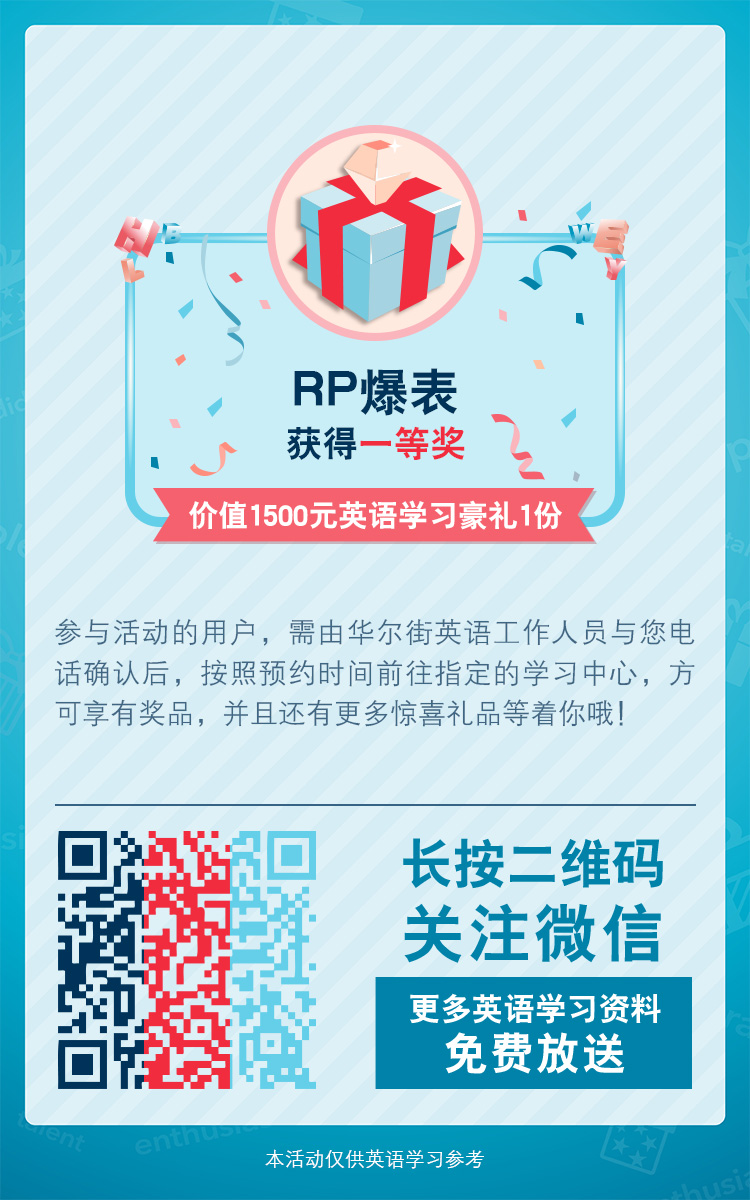 RP爆表
获得一等奖
价值1500元英语学习豪礼1份
参与活动的用户，需由华尔街英语工作人员与您电
话确认后，按照预约时间前往指定的学习中心，方
可享有奖品，并且还有更多惊喜礼品等着你哦！
长按二维码
关注微信
更多英语学习资料
免费放送
talent
enthusi
本活动仅供英语学习参考